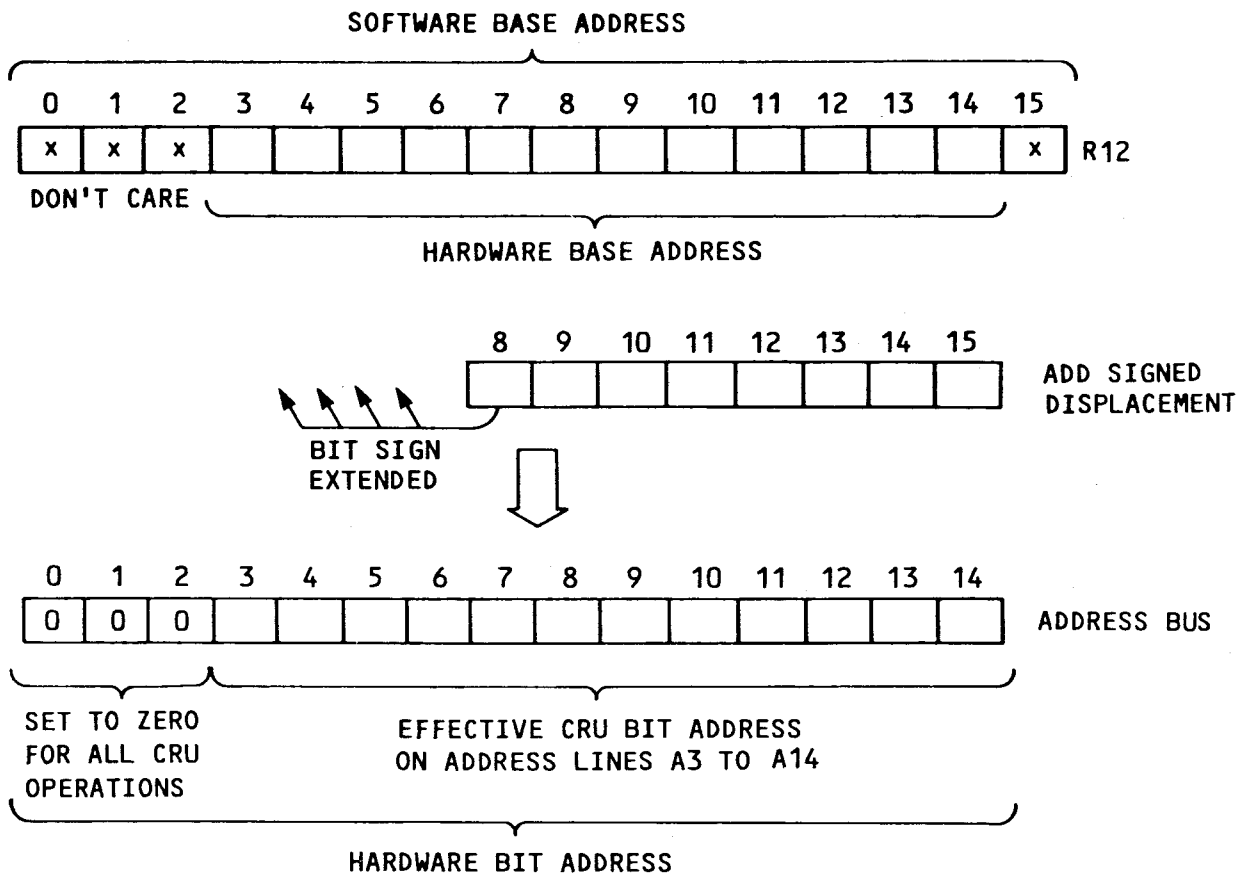 SOFTWARE BASE ADDRESS
0 1 2 3 4 5 6 7 8 9 10 11 12 13 14 15
x x x x R12
DON'T CARE
HARDWARE BASE ADDRESS
8 9 10 11 12 13 14 15
ADD SIGNED
DISPLACEMENT
BIT SIGN
EXTENDED
0 1 2 3 4 5 6 7 8 9 10 11 12 13 14
0 0 0 ADDRESS BUS
SET TO ZERO
FOR ALL CRU
OPERATIONS
EFFECTIVE CRU BIT ADDRESS
ON ADDRESS LINES A3 TO A14
HARDWARE BIT ADDRESS